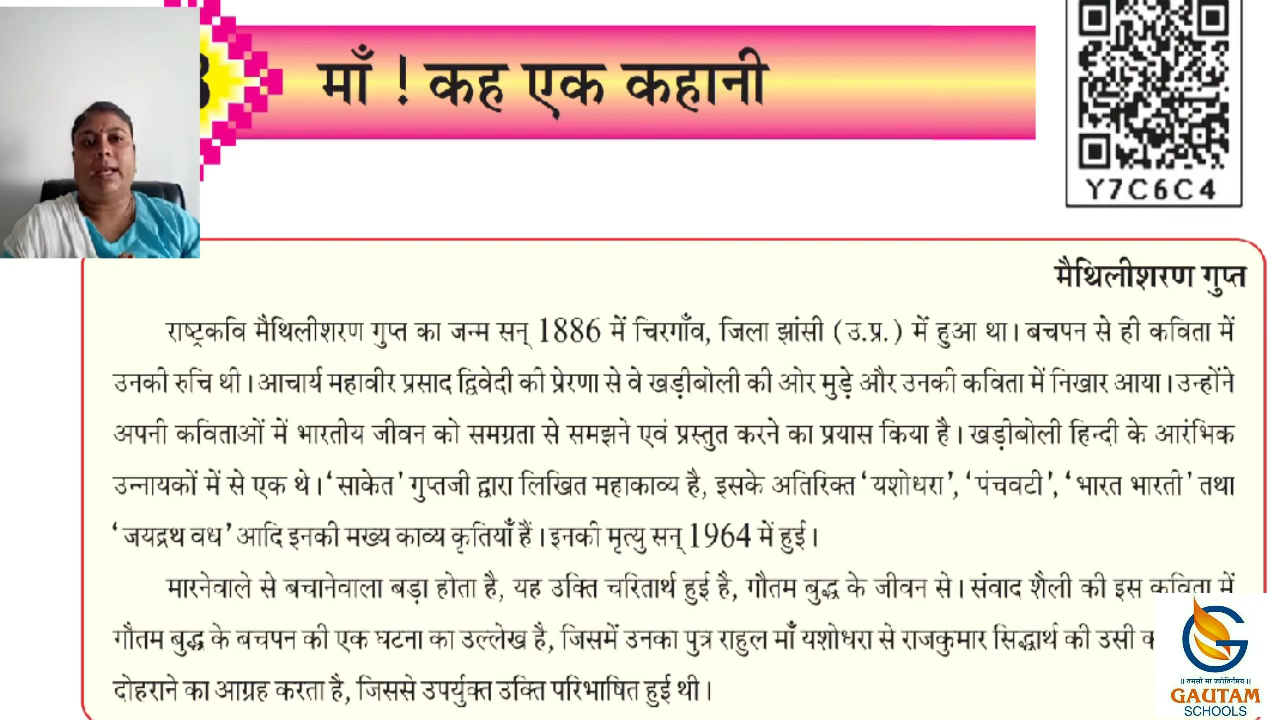 माँ ! कह एक कहानी
Y7C6C4
मैथिलीशरण गुप्त
राष्ट्रकवि मैथिलीशरण गुप्त का जन्म सन् 1886 में चिरगाँव, जिला झांसी (उ.प्र.) में हुआ था। बचपन से ही कविता में
उनकी रुचि थी। आचार्य महावीर प्रसाद द्विवेदी की प्रेरणा से वे खड़ीबोली की ओर मुड़े और उनकी कविता में निखार आया। उन्होंने
अपनी कविताओं में भारतीय जीवन को समग्रता से समझने एवं प्रस्तुत करने का प्रयास किया है। खड़ीबोली हिन्दी के आरंभिक
उन्नायकों में से एक थे। ‘साकेत’ गुप्तजी द्वारा लिखित महाकाव्य है, इसके अतिरिक्त ‘यशोधरा’, ‘पंचवटी’, ‘भारत भारती’ तथा
‘जयद्रथ वध’ आदि इनकी मख्य काव्य कृतियाँ हैं। इनकी मृत्यु सन् 1964 में हुई।
मारनेवाले से बचानेवाला बड़ा होता है, यह उक्ति चरितार्थ हुई है, गौतम बुद्ध के जीवन से। संवाद शैली की इस कविता में
गौतम बुद्ध के बचपन की एक घटना का उल्लेख है, जिसमें उनका पुत्र राहुल माँ यशोधरा से राजकुमार सिद्धार्थ की उसी
दोहराने का आग्रह करता है, जिससे उपर्युक्त उक्ति परिभाषित हुई थी।
॥ तमसो मा ज्योतिर्गमय ॥
GAUTAM
SCHOOLS